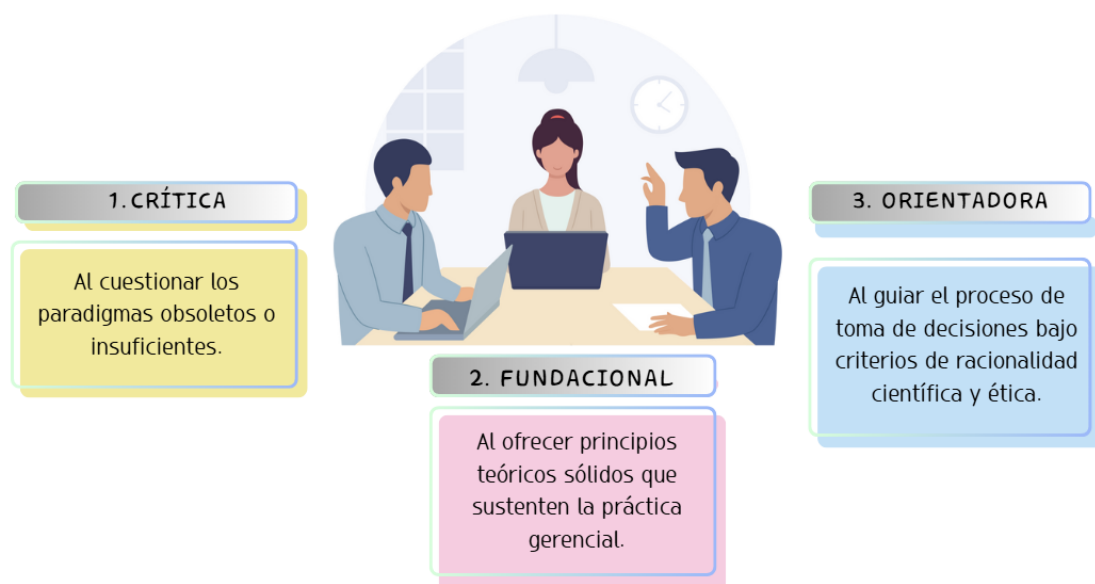 1. CRÍTICA
Al cuestionar los
paradigmas obsoletos o
insuficientes.
2. FUNDACIONAL
Al ofrecer principios
teóricos sólidos que
sustenten la práctica
gerencial.
3. ORIENTADORA
Al guiar el proceso de
toma de decisiones bajo
criterios de racionalidad
científica y ética.